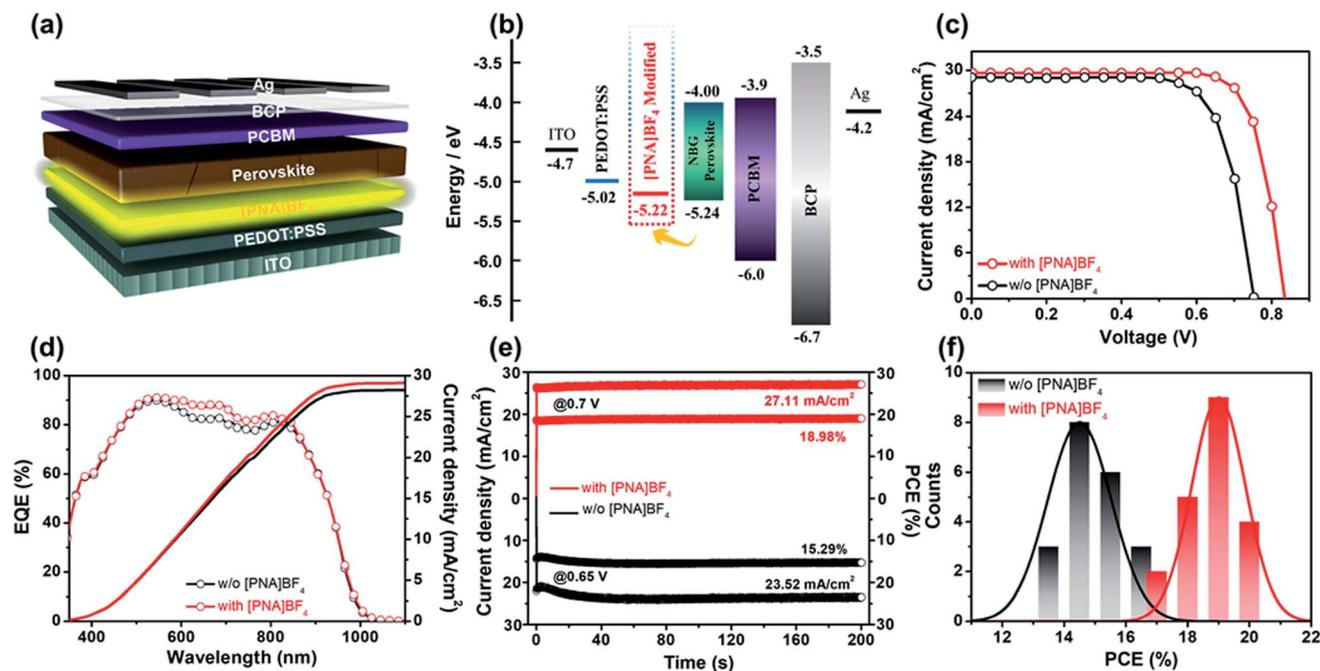 (a)
Ag
BCP
PCBM
Perovskite
[PNA]BF₄
PEDOT:PSS
ITO
(b)
Energy / eV
-3.5
-4.0
-4.5
-5.0
-5.5
-6.0
-6.5
ITO
-4.7
PEDOT:PSS
-5.02
[PNA]BF₄ Modified
-5.22
-4.00
NBG
Perovskite
-5.24
-3.9
PCBM
-6.0
-3.5
BCP
-6.7
Ag
-4.2
(c)
Current density (mA/cm²)
30
24
18
12
6
0
with [PNA]BF₄
w/o [PNA]BF₄
0.0 0.2 0.4 0.6 0.8
Voltage (V)
(d)
EQE (%)
100
80
60
40
20
0
w/o [PNA]BF₄
with [PNA]BF₄
30
25
20
15
10
5
0
Current density (mA/cm²)
400 600 800 1000
Wavelength (nm)
(e)
Current density (mA/cm²)
30
20
10
0
10
20
30
@0.7 V
27.11 mA/cm²
18.98%
with [PNA]BF₄
w/o [PNA]BF₄
15.29%
@0.65 V
23.52 mA/cm²
30
20
10
0
10
20
30
PCE (%)
0 40 80 120 160 200
Time (s)
(f)
Counts
10
8
6
4
2
0
w/o [PNA]BF₄
with [PNA]BF₄
12 14 16 18 20 22
PCE (%)